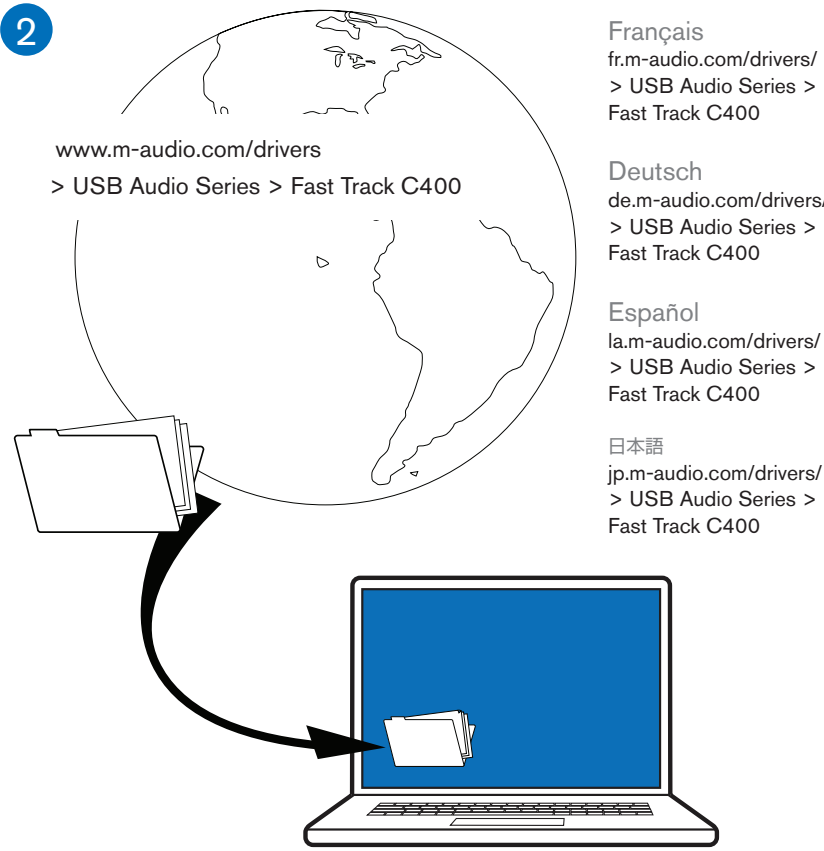 2
www.m-audio.com/drivers
> USB Audio Series > Fast Track C400
Français
fr.m-audio.com/drivers/
> USB Audio Series >
Fast Track C400
Deutsch
de.m-audio.com/drivers/
> USB Audio Series >
Fast Track C400
Español
la.m-audio.com/drivers/
> USB Audio Series >
Fast Track C400
日本語
jp.m-audio.com/drivers/
> USB Audio Series >
Fast Track C400